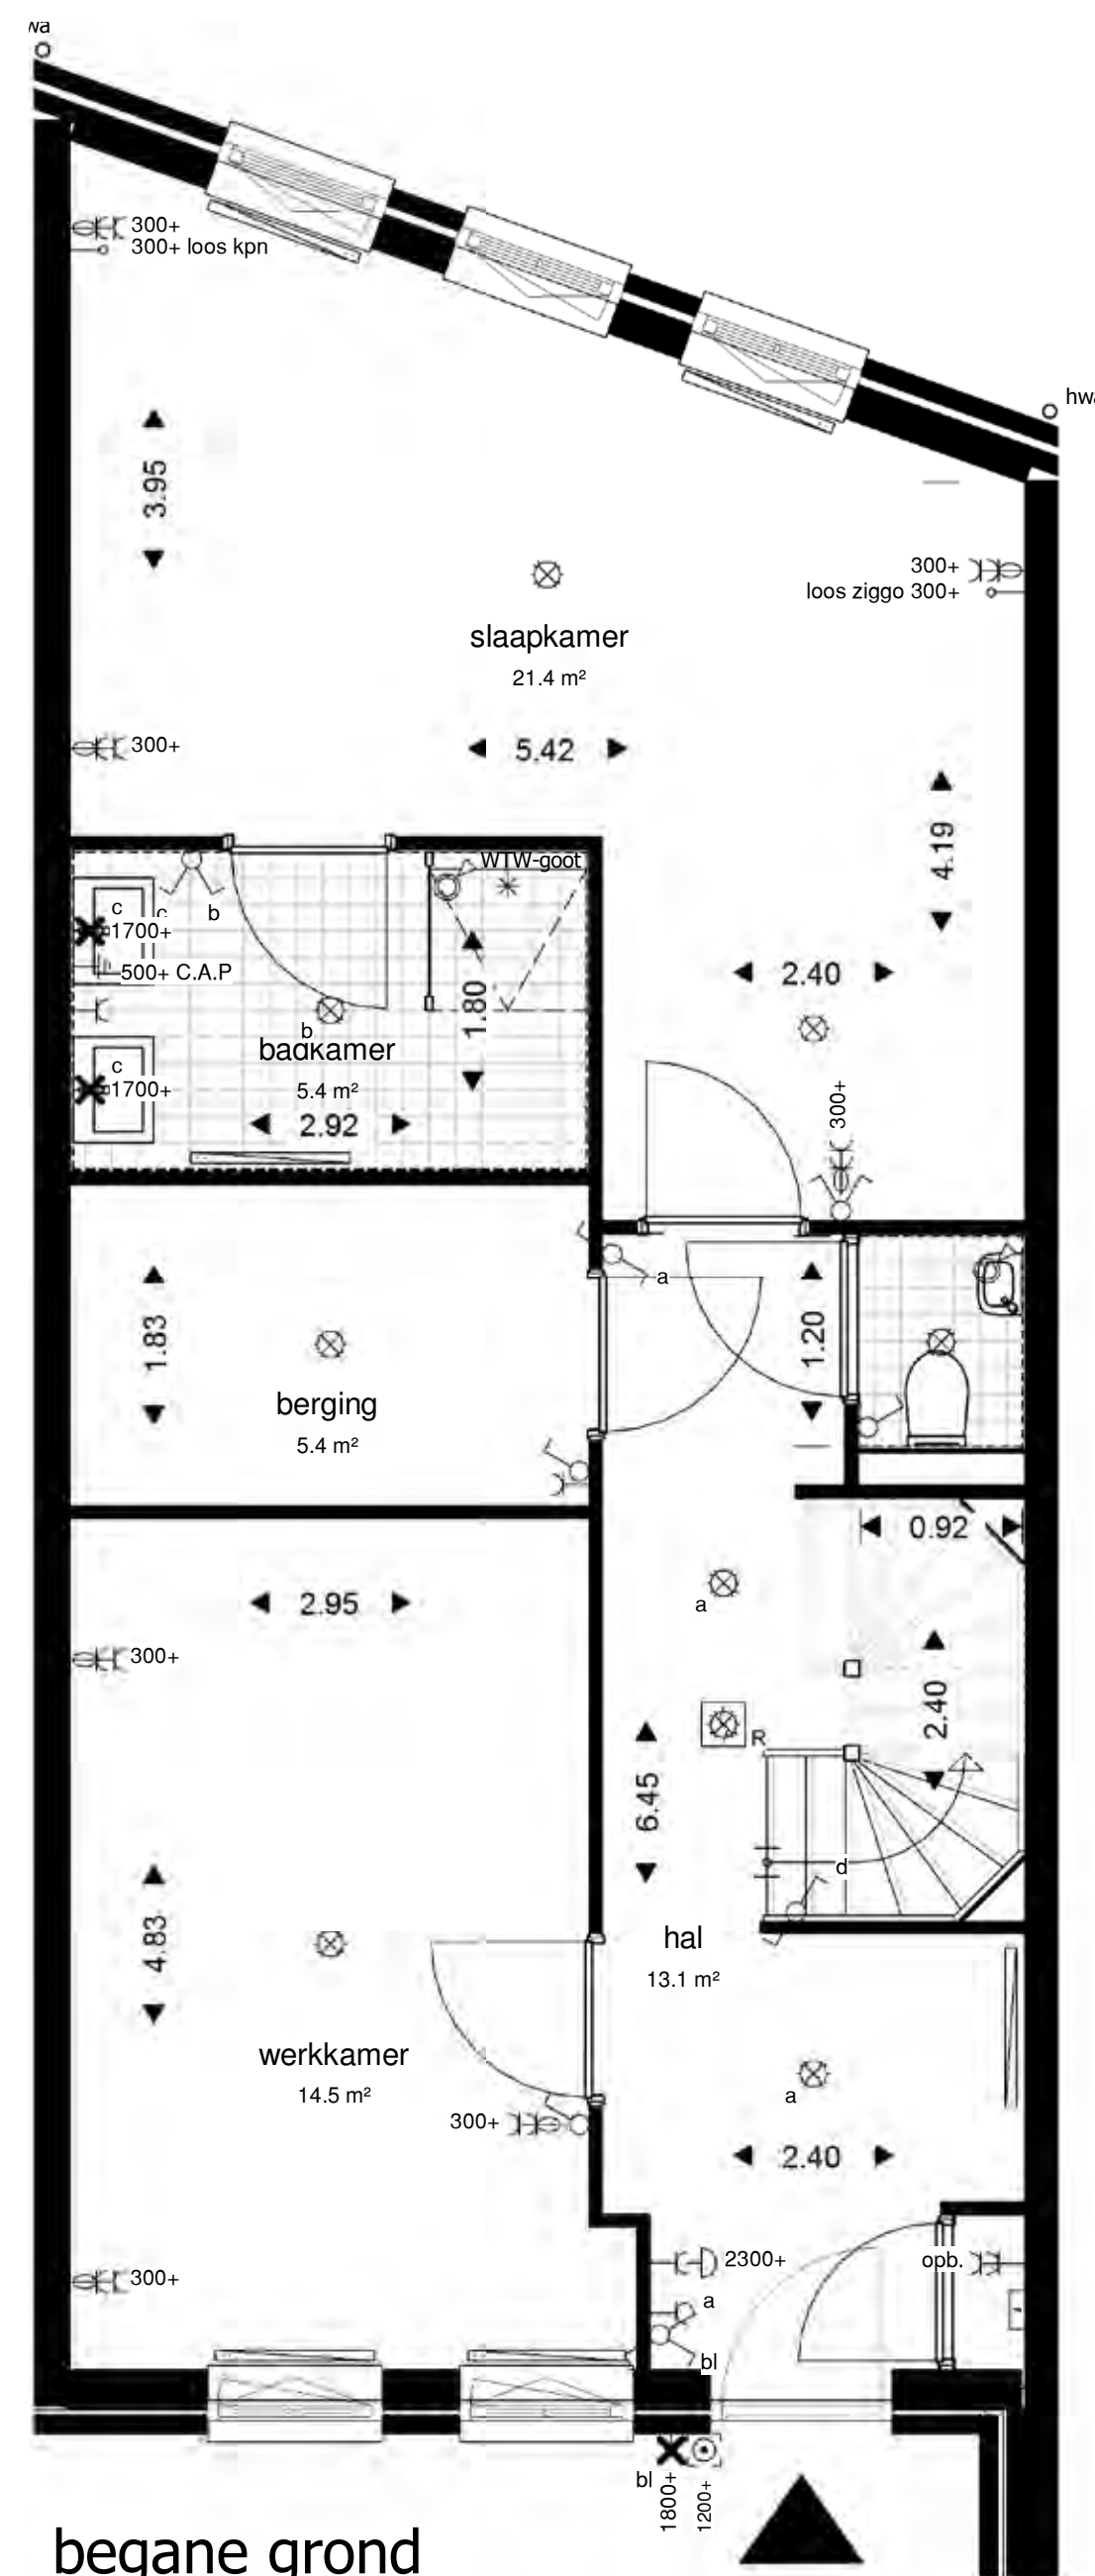 wa
300+
300+ loos kpn
hwa
3.95
300+
loos ziggo 300+
slaapkamer
21.4 m²
300+
5.42
4.19
WTW-goot
c
c
b
1700+
500+ C.A.P
2.40
1.80
b
badkamer
5.4 m²
c
1700+
2.92
300+
a
1.83
1.20
berging
5.4 m²
0.92
2.95
a
300+
2.40
R
6.45
d
4.83
hal
13.1 m²
werkkamer
14.5 m²
a
300+
2.40
2300+
opb.
300+
a
bl
bl
1800+
1200+
begane grond